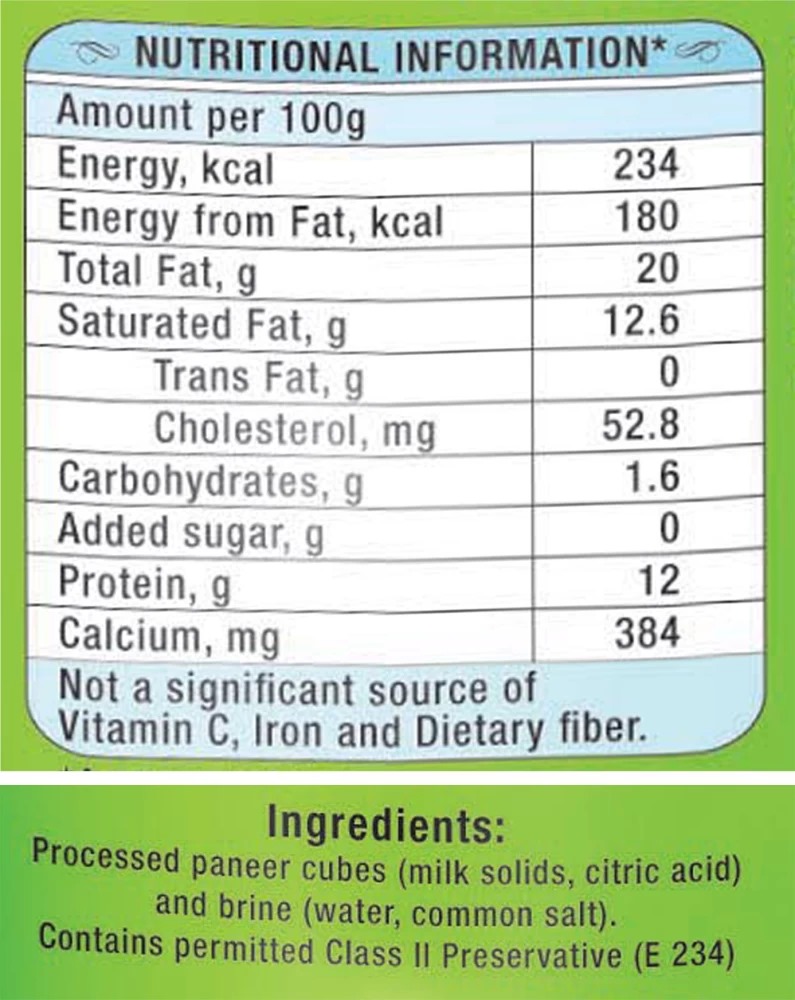 NUTRITIONAL INFORMATION*
Amount per 100g
Energy, kcal 234
Energy from Fat, kcal 180
Total Fat, g 20
Saturated Fat, g 12.6
Trans Fat, g 0
Cholesterol, mg 52.8
Carbohydrates, g 1.6
Added sugar, g 0
Protein, g 12
Calcium, mg 384
Not a significant source of
Vitamin C, Iron and Dietary fiber.
Ingredients:
Processed paneer cubes (milk solids, citric acid)
and brine (water, common salt).
Contains permitted Class II Preservative (E 234)